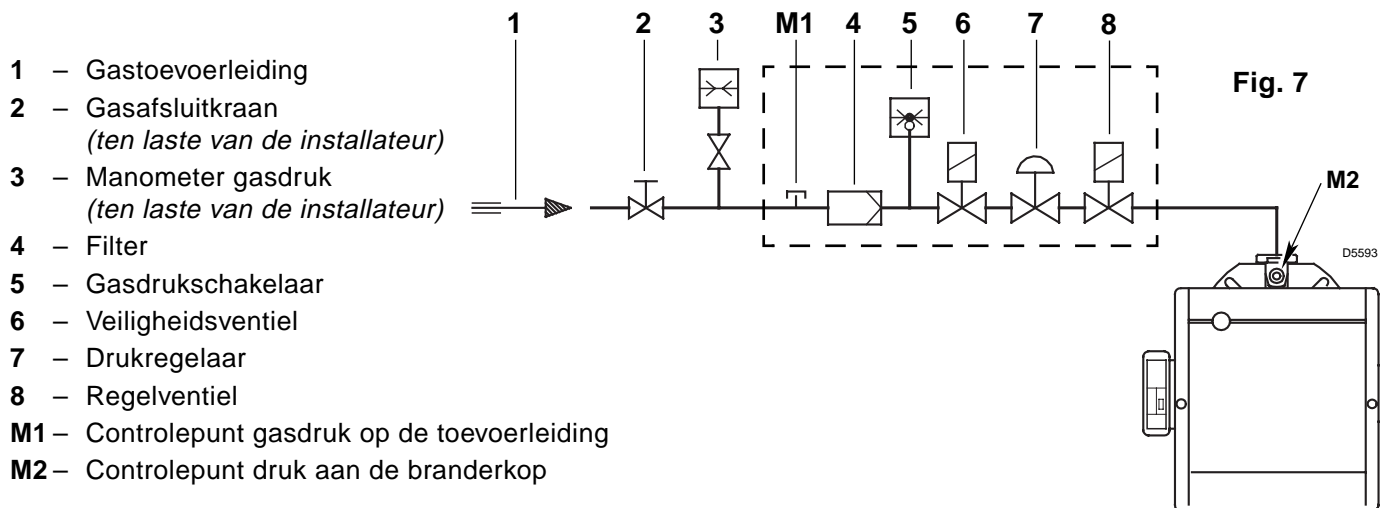 1 2 3 M1 4 5 6 7 8
Fig. 7
1 – Gastoevoerleiding
2 – Gasafsluitkraan
(ten laste van de installateur)
3 – Manometer gasdruk
(ten laste van de installateur)
4 – Filter
5 – Gasdrukschakelaar
6 – Veiligheidsventiel
7 – Drukregelaar
8 – Regelventiel
M1 – Controlepunt gasdruk op de toevoerleiding
M2 – Controlepunt druk aan de branderkop
M2
D5593